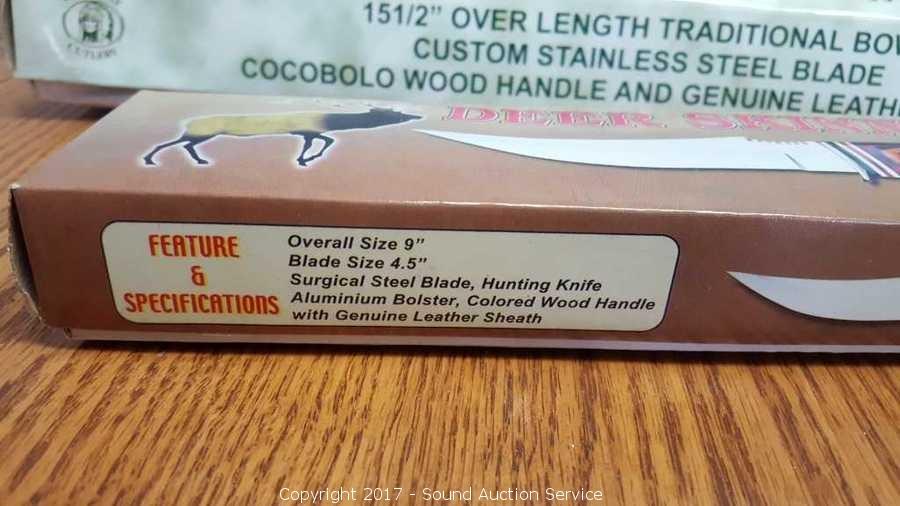 151/2” OVER LENGTH TRADITIONAL
CUSTOM STAINLESS STEEL BLADE
COCOBOLO WOOD HANDLE AND GENUINE
CUTLERY
DEER
FEATURE
&
SPECIFICATIONS
Overall Size 9”
Blade Size 4.5”
Surgical Steel Blade, Hunting Knife
Aluminium Bolster, Colored Wood Handle
with Genuine Leather Sheath
Copyright 2017 - Sound Auction Service